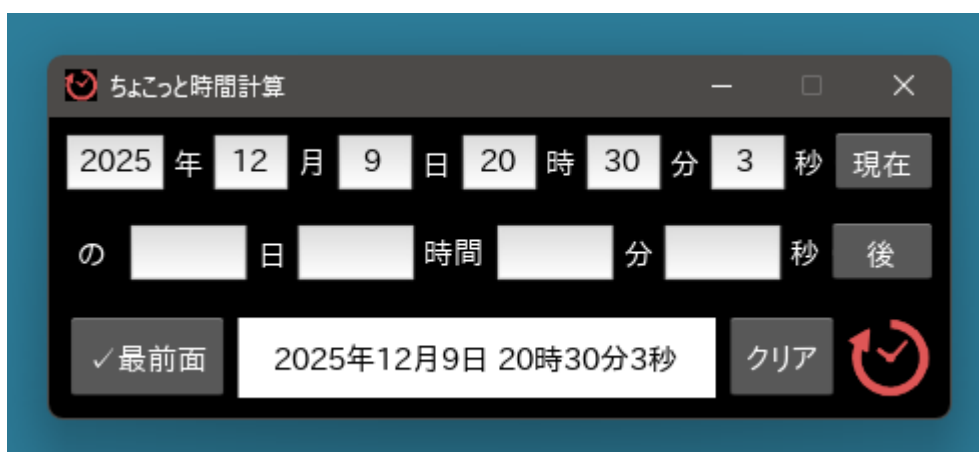 ちょこっと時間計算
2025 年 12 月 9 日 20 時 30 分 3 秒 現在
の 日 時間 分 秒 後
✓最前面 2025年12月9日 20時30分3秒 クリア